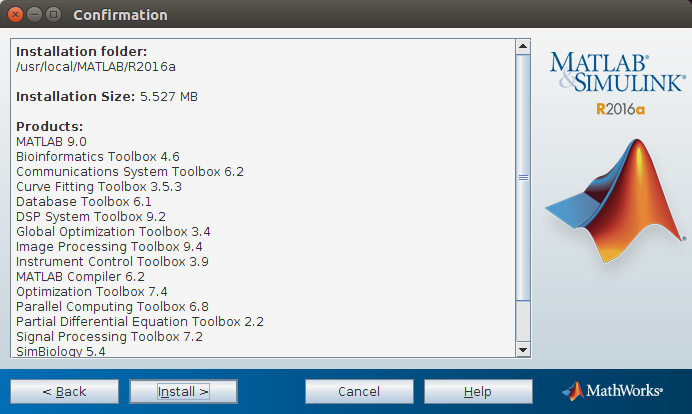 Confirmation
Installation folder:
/usr/local/MATLAB/R2016a
Installation Size: 5.527 MB
Products:
MATLAB 9.0
Bioinformatics Toolbox 4.6
Communications System Toolbox 6.2
Curve Fitting Toolbox 3.5.3
Database Toolbox 6.1
DSP System Toolbox 9.2
Global Optimization Toolbox 3.4
Image Processing Toolbox 9.4
Instrument Control Toolbox 3.9
MATLAB Compiler 6.2
Optimization Toolbox 7.4
Parallel Computing Toolbox 6.8
Partial Differential Equation Toolbox 2.2
Signal Processing Toolbox 7.2
SimBiology 5.4
MATLAB®
&SIMULINK®
R2016a
®
< Back
Install >
Cancel
Help
MathWorks®